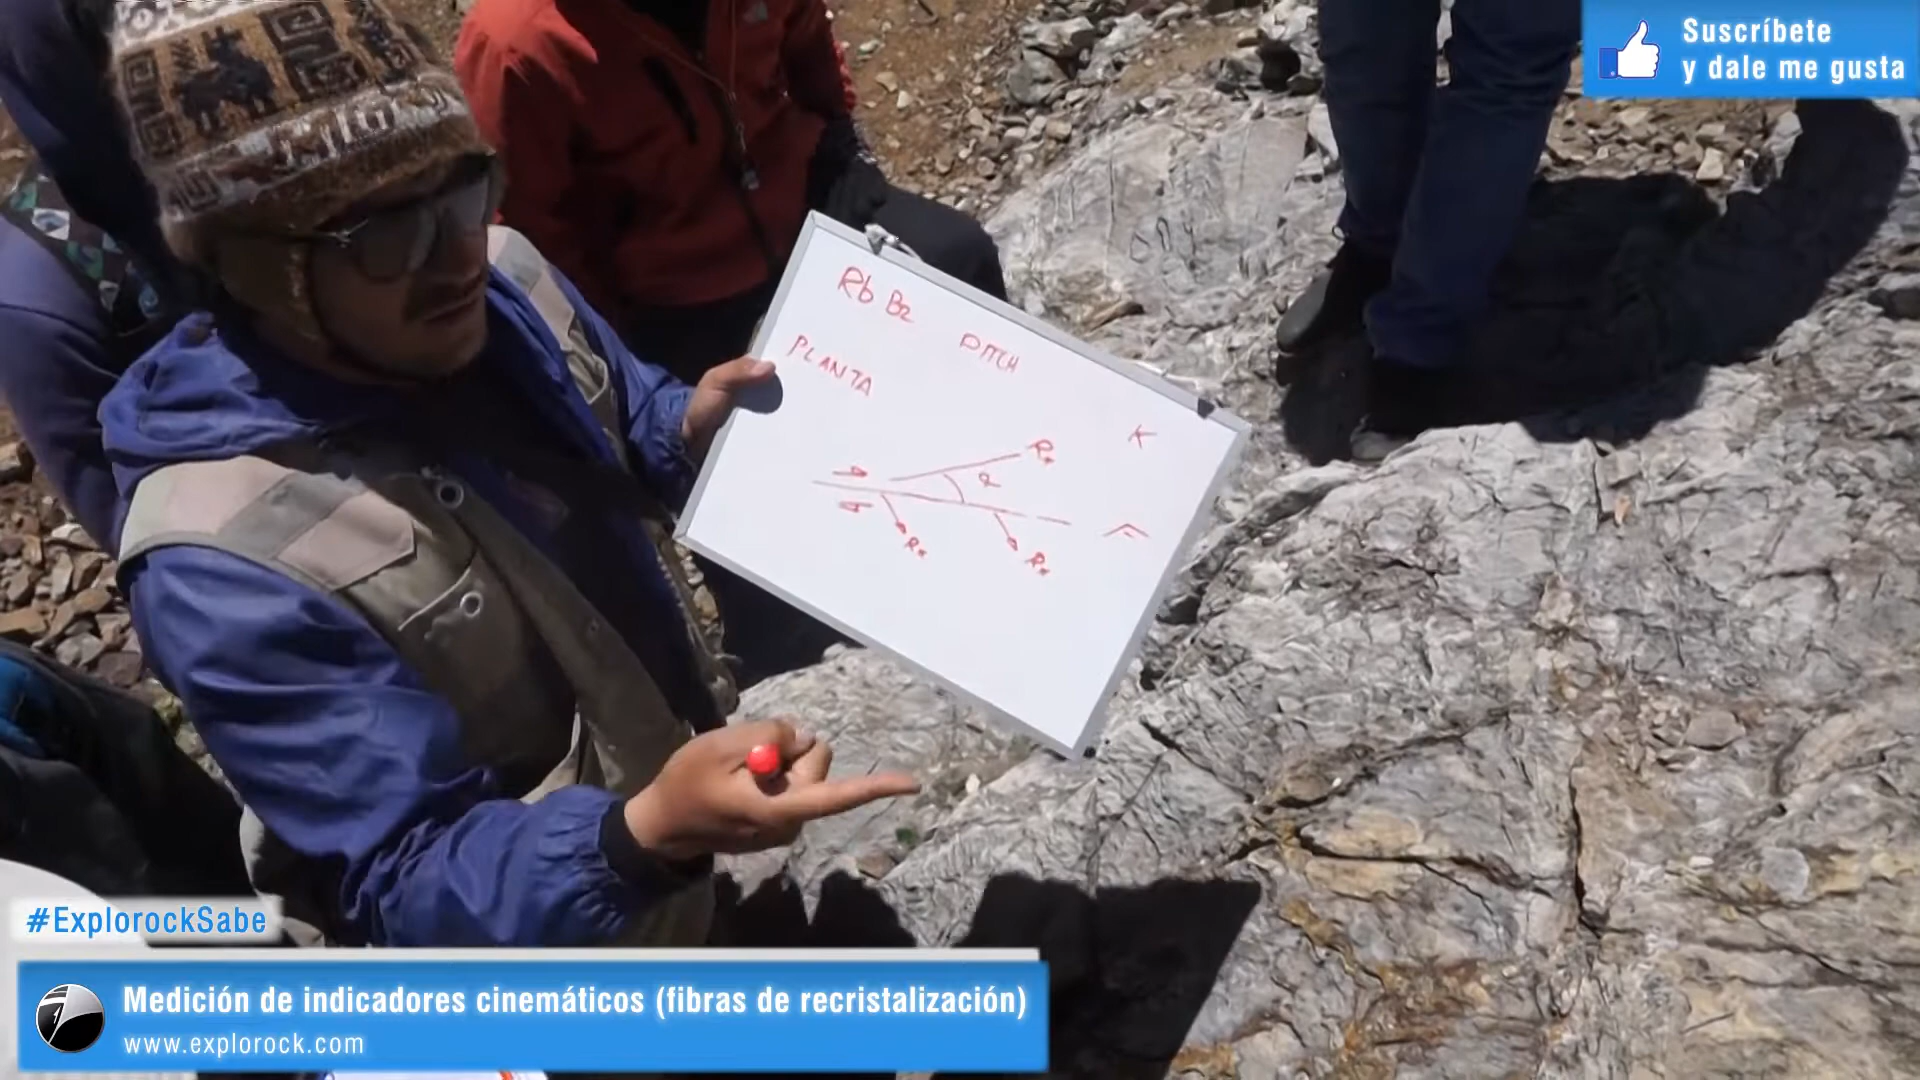 Suscríbete
y dale me gusta
Rb Bz
PITCH
PLANTA
K
R*
α
R*
R*
#ExplorockSabe
Medición de indicadores cinemáticos (fibras de recristalización)
www.explorock.com